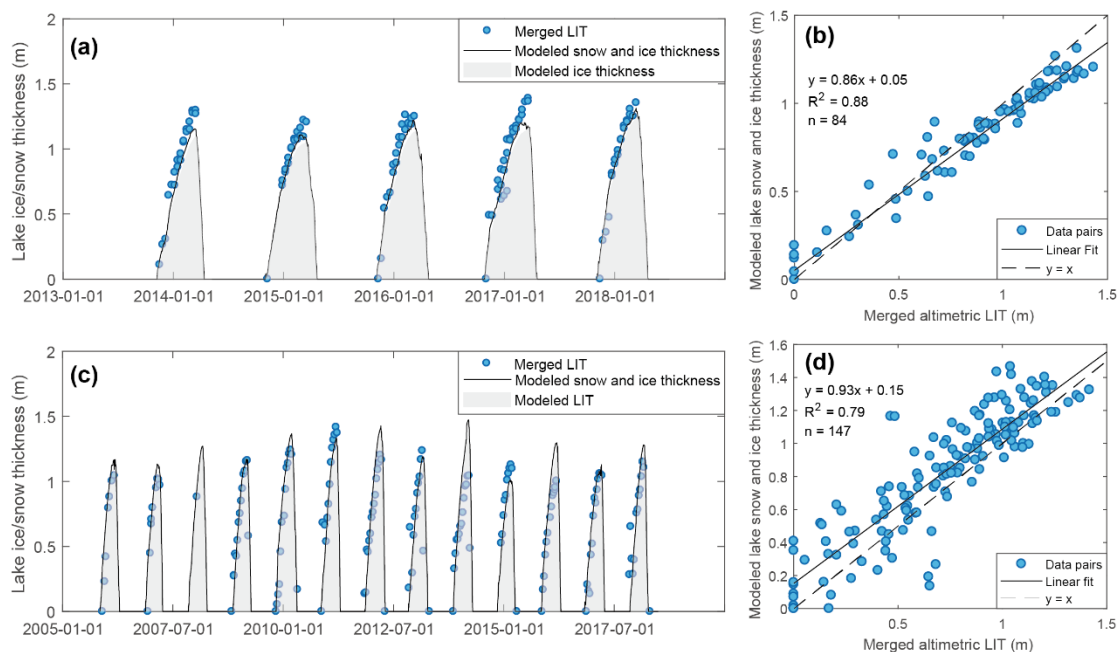 (a)
Merged LIT
Modeled snow and ice thickness
Modeled ice thickness
Lake ice/snow thickness (m)
2
1.5
1
0.5
0
2013-01-01 2014-01-01 2015-01-01 2016-01-01 2017-01-01 2018-01-01
(b)
y = 0.86x + 0.05
R² = 0.88
n = 84
Data pairs
Linear Fit
y = x
Modeled lake snow and ice thickness (m)
1.5
1
0.5
0
0 0.5 1 1.5
Merged altimetric LIT (m)
(c)
Merged LIT
Modeled snow and ice thickness
Modeled LIT
Lake ice/snow thickness (m)
2
1.5
1
0.5
0
2005-01-01 2007-07-01 2010-01-01 2012-07-01 2015-01-01 2017-07-01
(d)
y = 0.93x + 0.15
R² = 0.79
n = 147
Data pairs
Linear fit
y = x
Modeled lake snow and ice thickness (m)
1.6
1.4
1.2
1.0
0.8
0.6
0.4
0.2
0
0 0.5 1 1.5
Merged altimetric LIT (m)